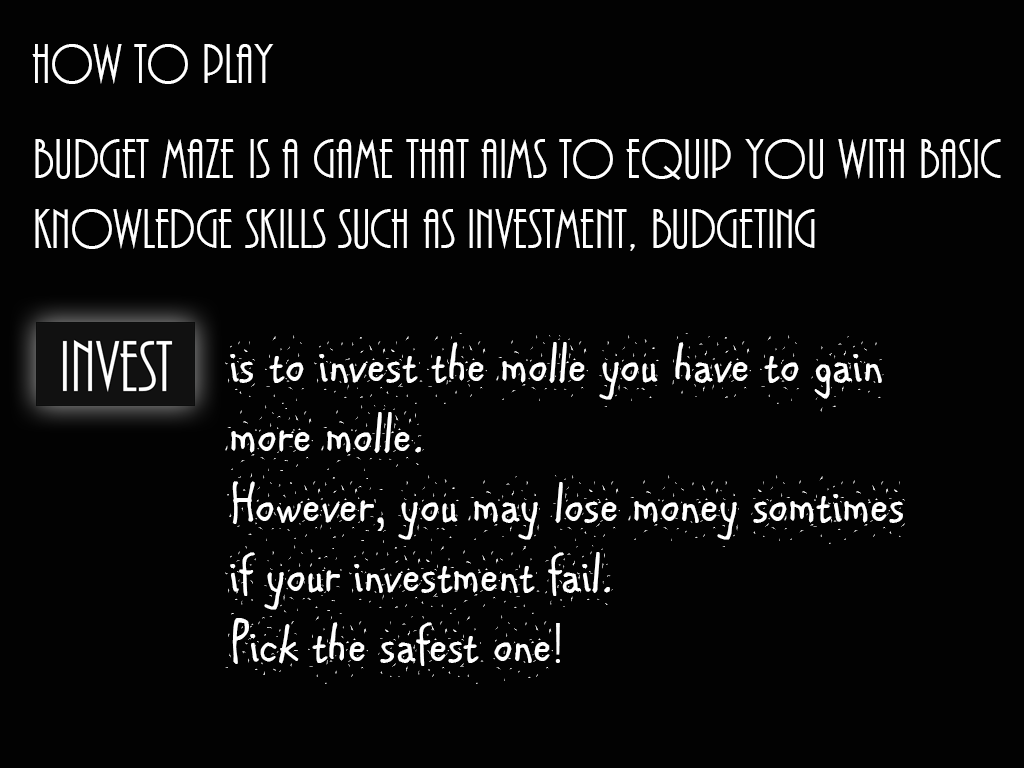 HOW TO PLAY
BUDGET MAZE IS A GAME THAT AIMS TO EQUIP YOU WITH BASIC
KNOWLEDGE SKILLS SUCH AS INVESTMENT, BUDGETING
INVEST
is to invest the molle you have to gain
more molle.
However, you may lose money somtimes
if your investment fail.
Pick the safest one!